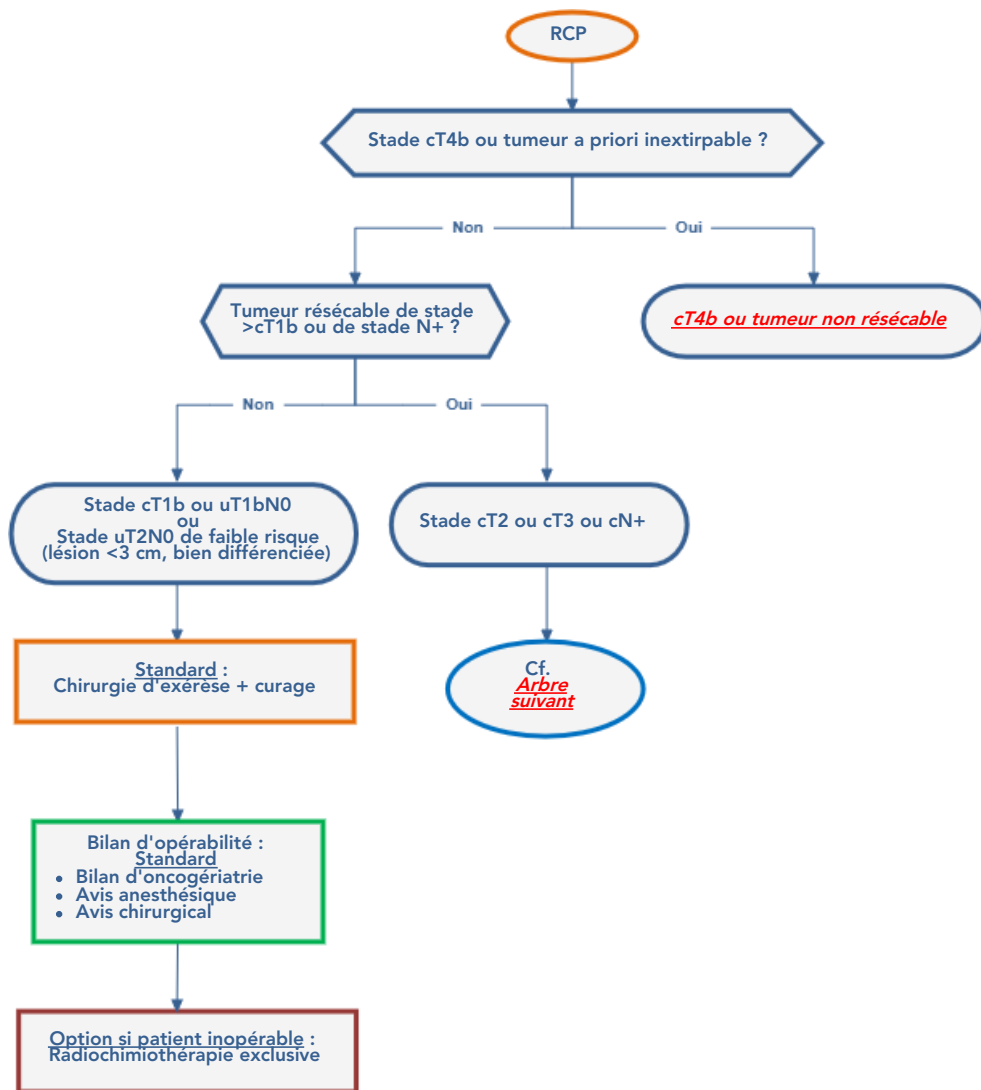 RCP
Stade cT4b ou tumeur a priori inextirpable ?
Non
Oui
Tumeur résécable de stade
>cT1b ou de stade N+ ?
cT4b ou tumeur non résécable
Non
Oui
Stade cT1b ou uT1bN0
ou
Stade uT2N0 de faible risque
(lésion <3 cm, bien différenciée)
Stade cT2 ou cT3 ou cN+
Standard :
Chirurgie d'exérèse + curage
Cf.
Arbre
suivant
Bilan d'opérabilité :
Standard
• Bilan d'oncogériatrie
• Avis anesthésique
• Avis chirurgical
Option si patient inopérable :
Radiochimiothérapie exclusive